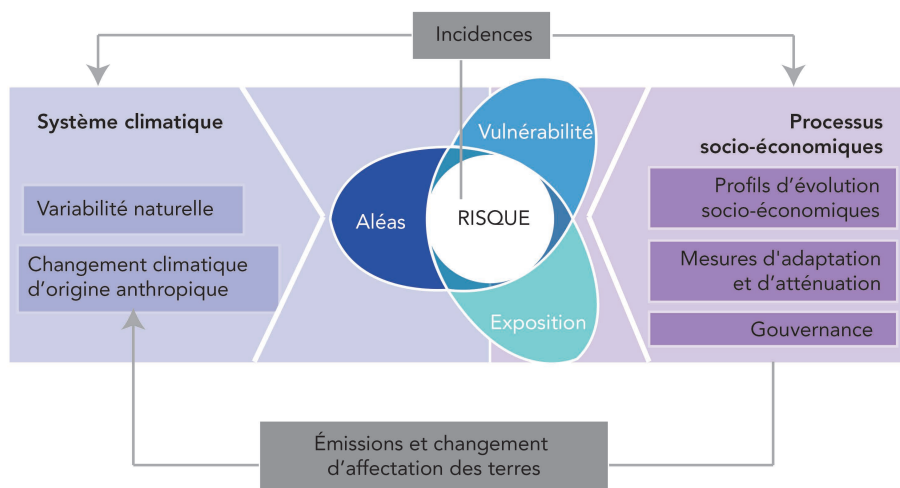 Incidences
Système climatique
Variabilité naturelle
Changement climatique
d’origine anthropique
Vulnérabilité
Aléas
RISQUE
Exposition
Processus
socio-économiques
Profils d’évolution
socio-économiques
Mesures d'adaptation
et d’atténuation
Gouvernance
Émissions et changement
d’affectation des terres